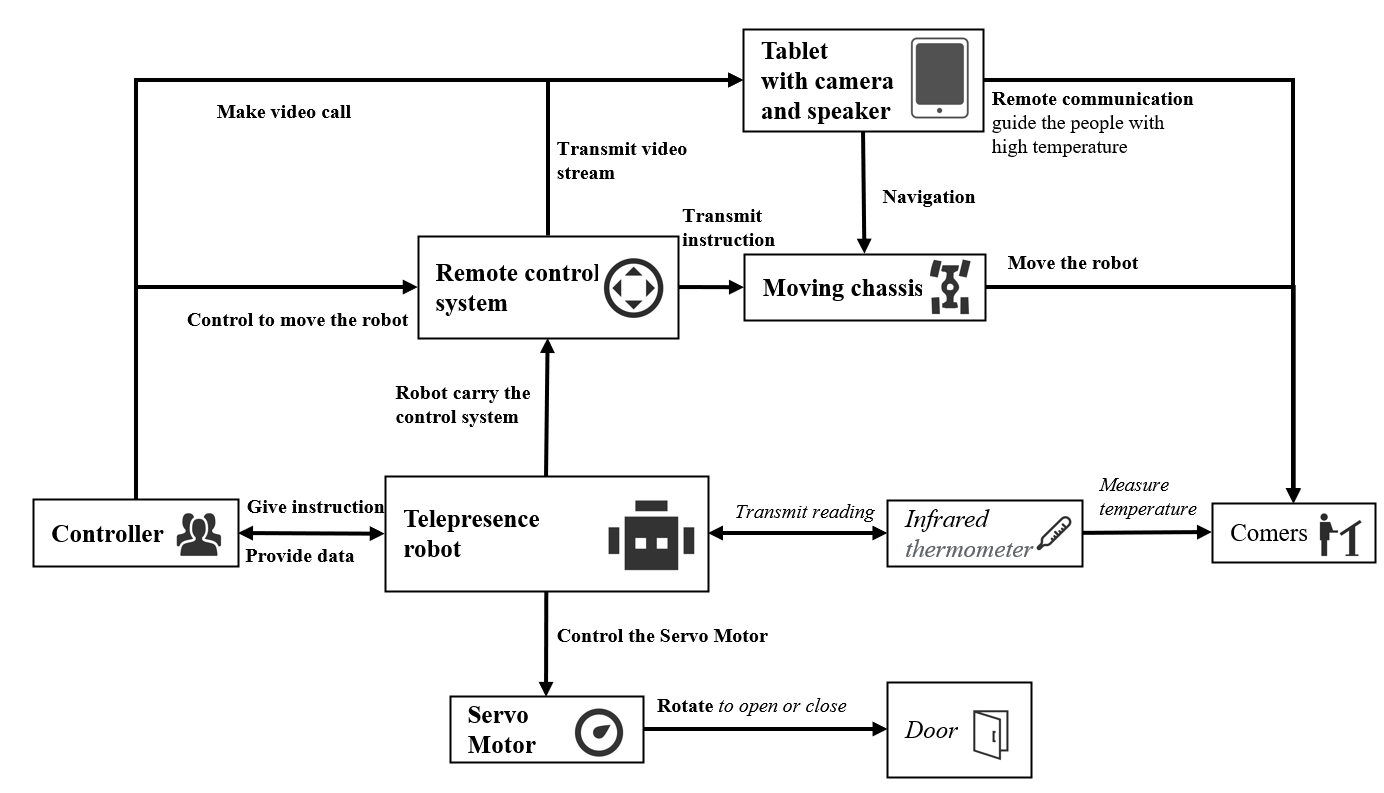 Tablet
with camera
and speaker
Make video call
Remote communication
guide the people with
high temperature
Transmit video
stream
Navigation
Transmit
instruction
Remote control
system
Moving chassis
Move the robot
Control to move the robot
Robot carry the
control system
Controller
Give instruction
Provide data
Telepresence
robot
Transmit reading
Infrared
thermometer
Measure
temperature
Comers
Control the Servo Motor
Servo
Motor
Rotate to open or close
Door